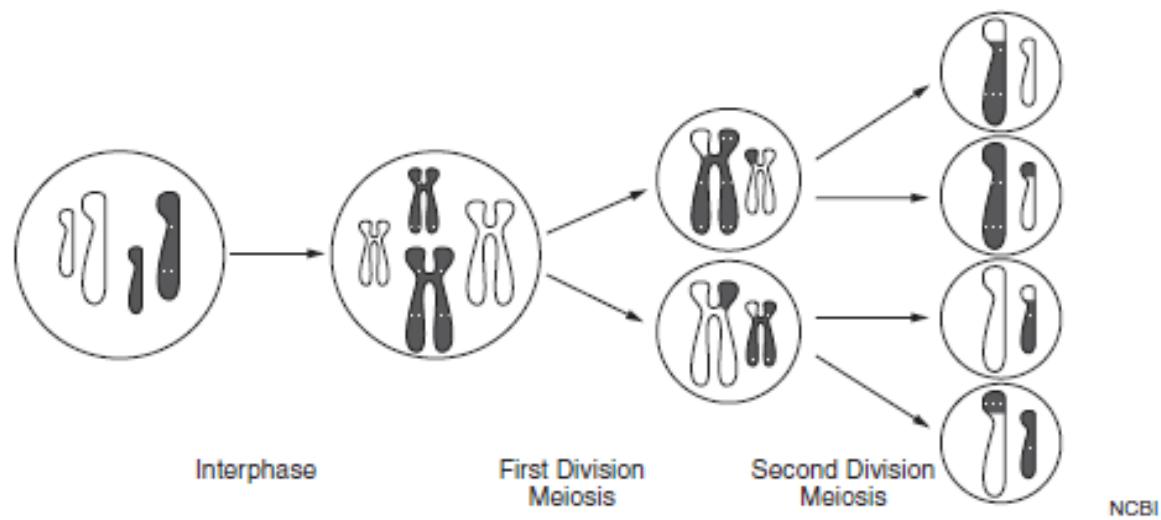 Interphase
First Division
Meiosis
Second Division
Meiosis
NCBI